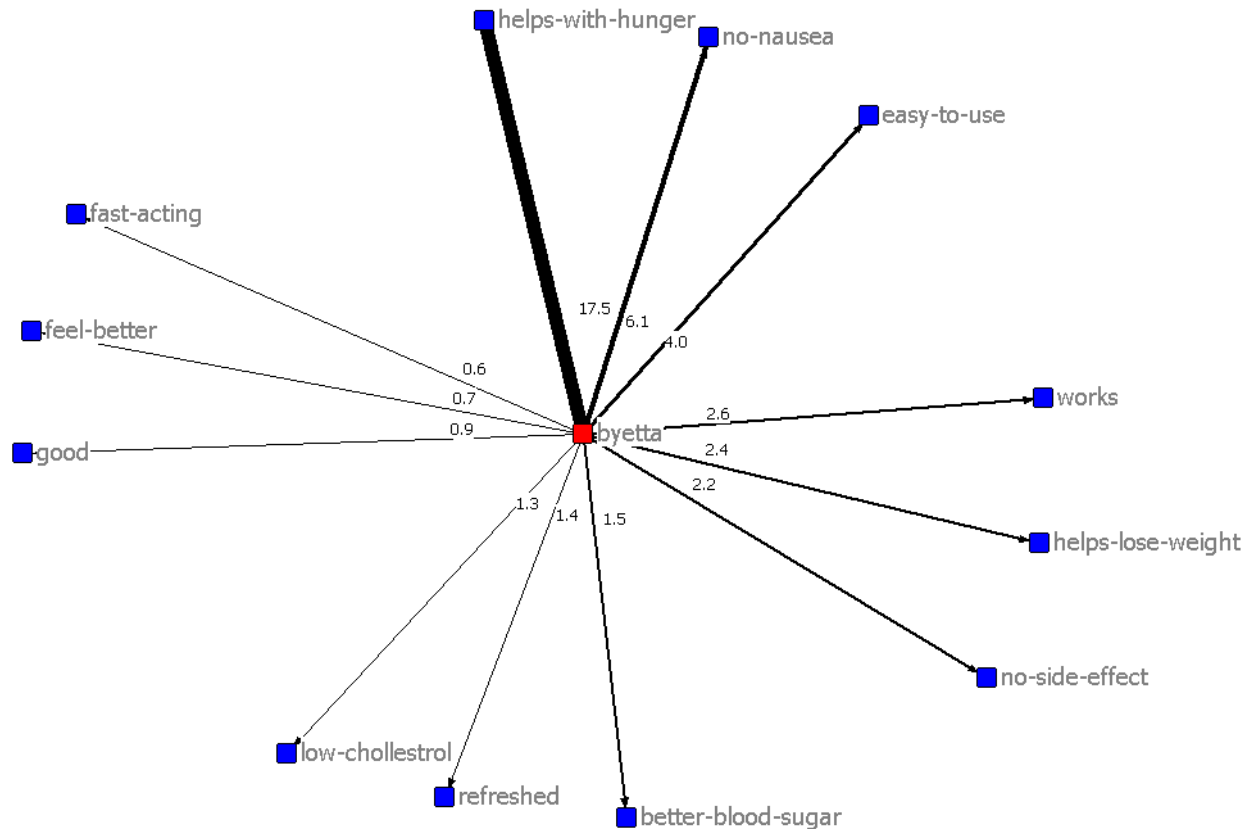 helps-with-hunger
no-nausea
easy-to-use
fast-acting
17.5
6.1
feel-better
4.0
0.6
0.7
works
2.6
0.9
byetta
good
2.4
2.2
1.3
1.4
1.5
helps-lose-weight
no-side-effect
low-chollestrol
refreshed
better-blood-sugar